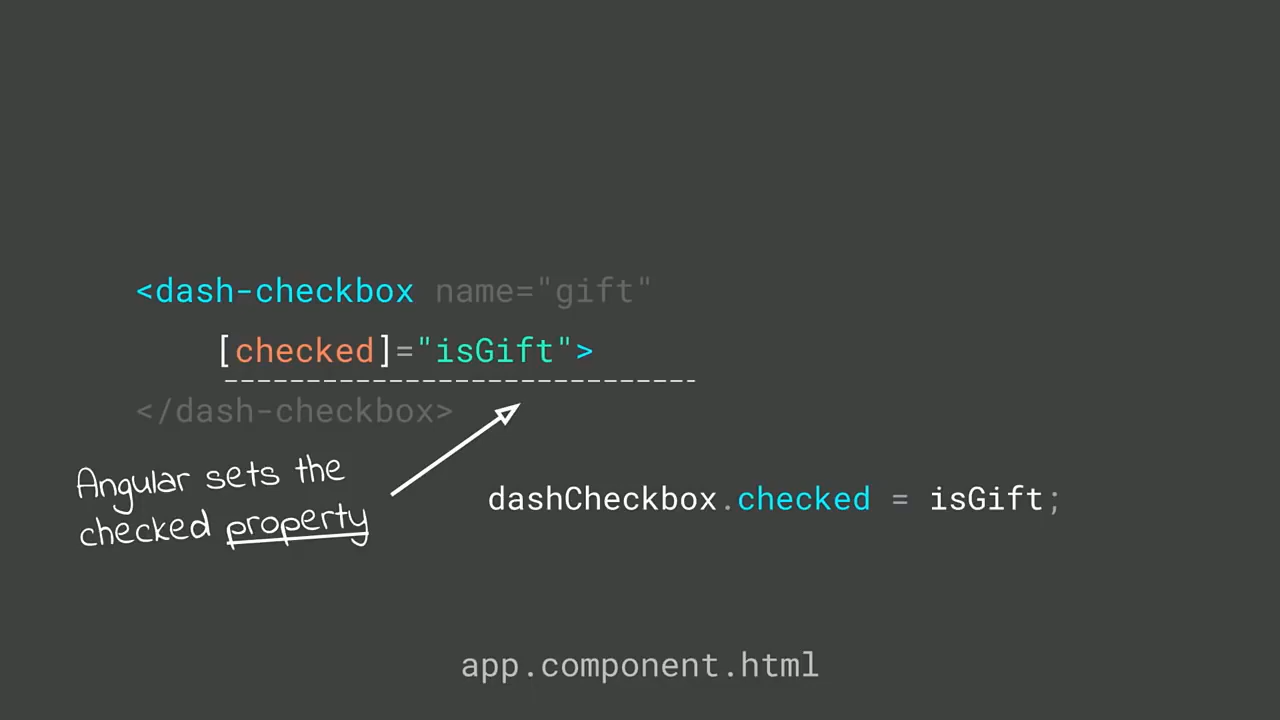 <dash-checkbox name="gift"
[checked]="isGift">
</dash-checkbox>
Angular sets the
checked property
dashCheckbox.checked = isGift;
app.component.html